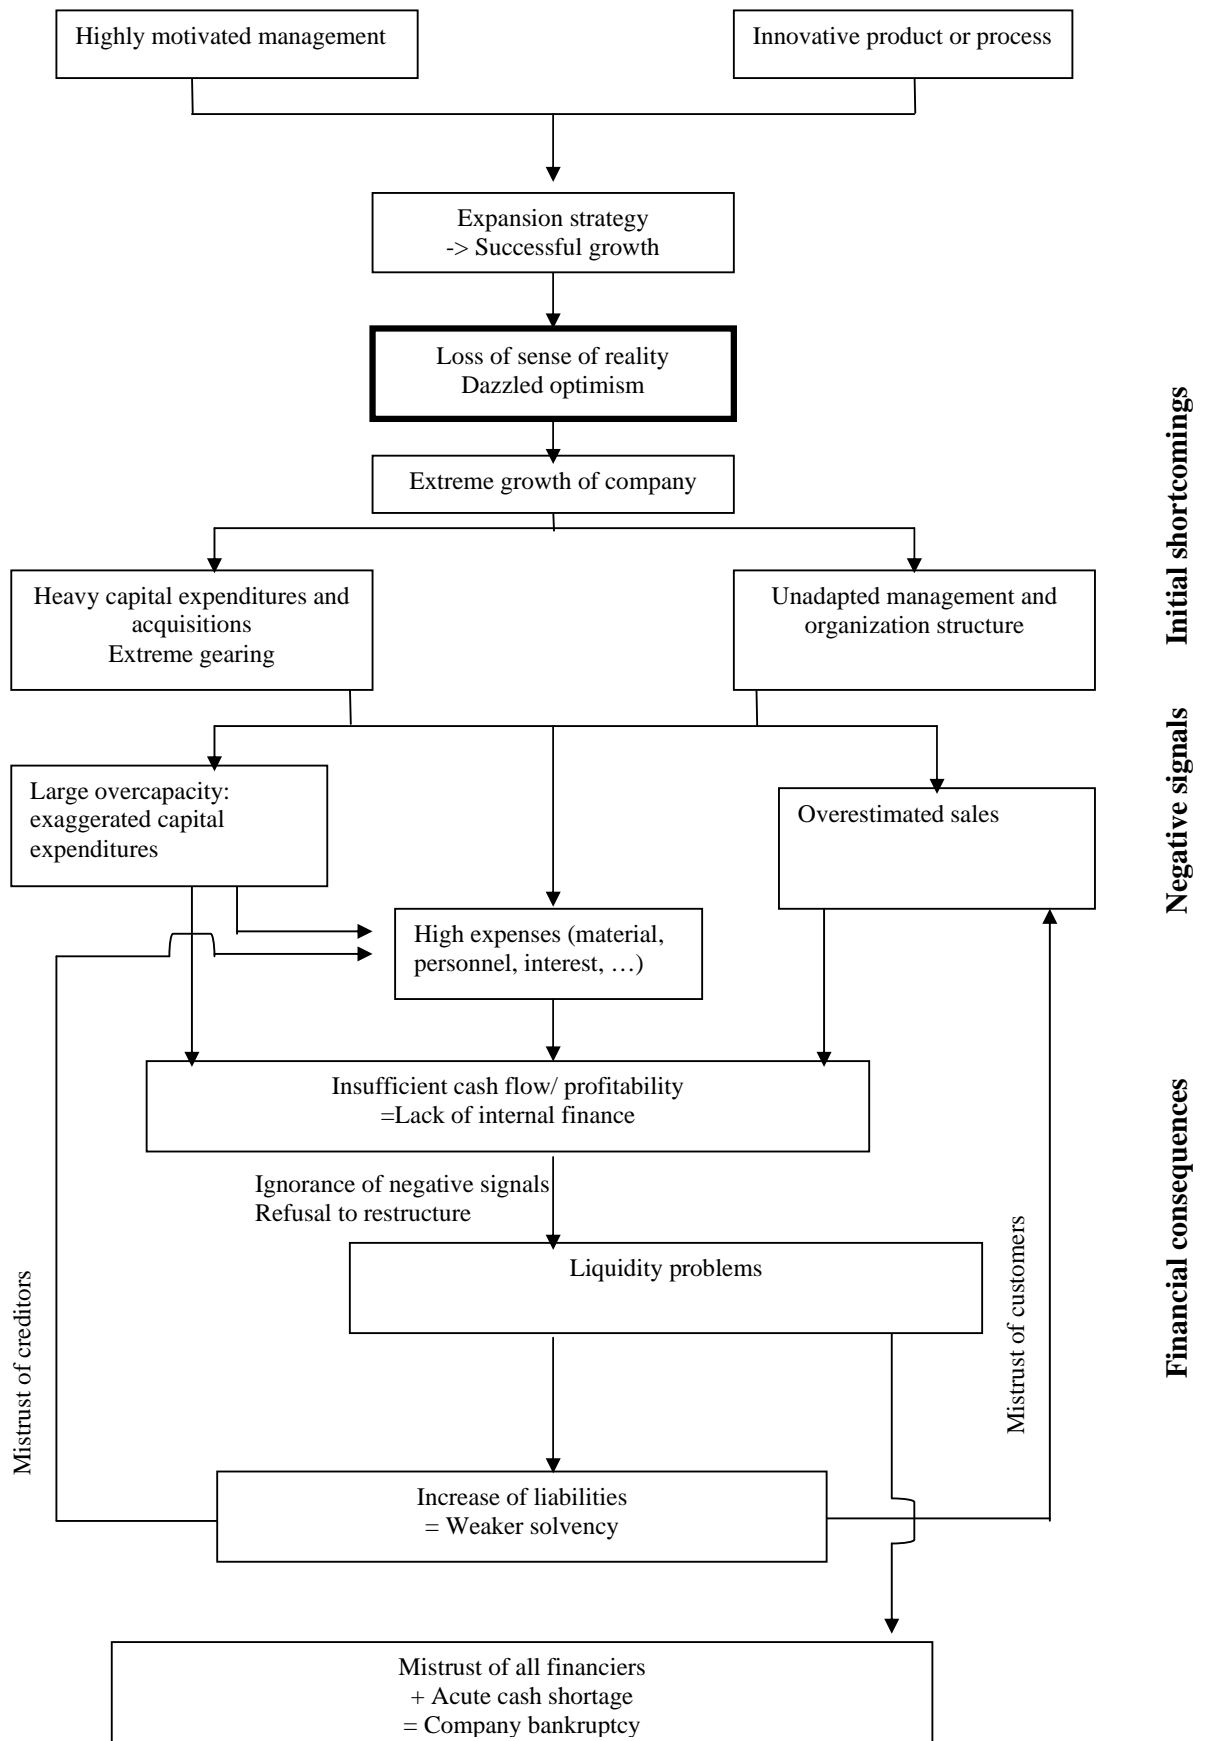 Highly motivated management
Innovative product or process
Expansion strategy
-> Successful growth
Loss of sense of reality
Dazzled optimism
Extreme growth of company
Initial shortcomings
Heavy capital expenditures and
acquisitions
Extreme gearing
Unadapted management and
organization structure
Negative signals
Large overcapacity:
exaggerated capital
expenditures
Overestimated sales
High expenses (material,
personnel, interest, …)
Insufficient cash flow/ profitability
=Lack of internal finance
Financial consequences
Ignorance of negative signals
Refusal to restructure
Liquidity problems
Mistrust of creditors
Mistrust of customers
Increase of liabilities
= Weaker solvency
Mistrust of all financiers
+ Acute cash shortage
= Company bankruptcy